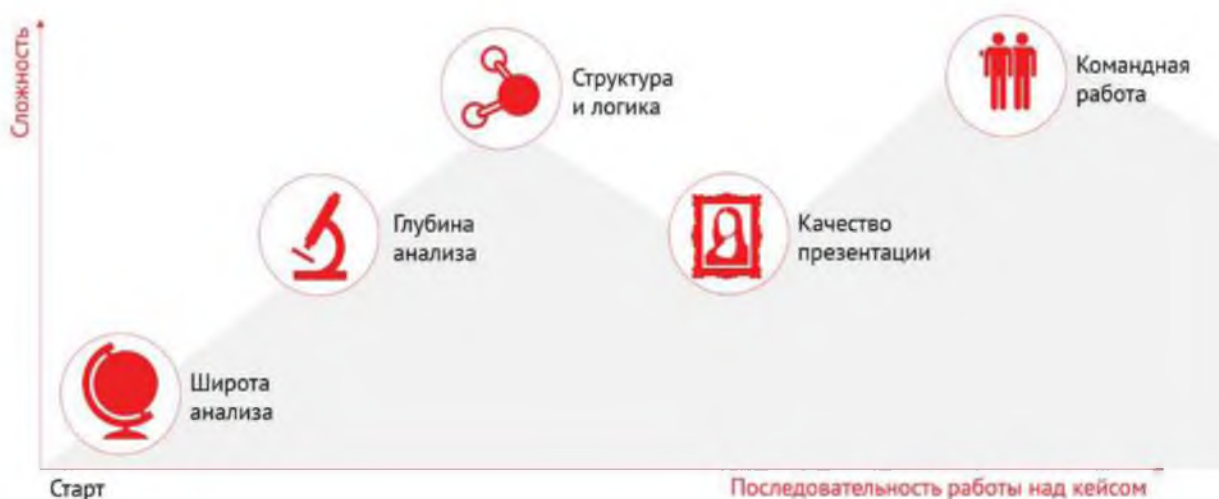 Сложность
Структура
и логика
Командная
работа
Глубина
анализа
Качество
презентации
Широта
анализа
Старт
Последовательность работы над кейсом